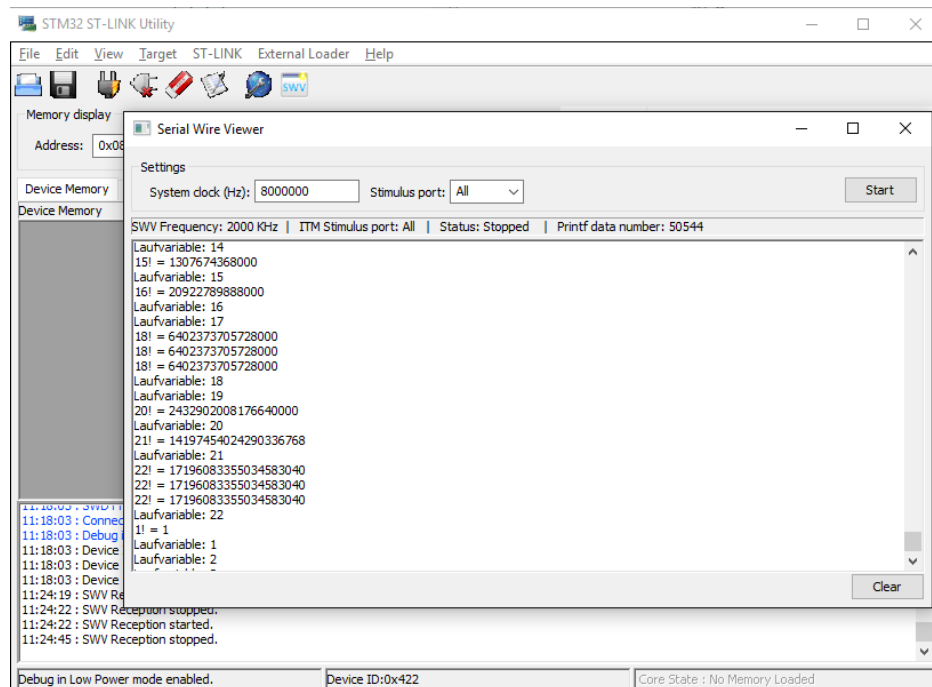 STM32 ST-LINK Utility
File Edit View Target ST-LINK External Loader Help
SWV
Memory display
Address: 0x08
Device Memory
Device Memory
Serial Wire Viewer
Settings
System clock (Hz): 8000000 Stimulus port: All Start
SWV Frequency: 2000 KHz | ITM Stimulus port: All | Status: Stopped | Printf data number: 50544
Laufvariable: 14
15! = 1307674368000
Laufvariable: 15
16! = 20922789888000
Laufvariable: 16
Laufvariable: 17
18! = 6402373705728000
18! = 6402373705728000
18! = 6402373705728000
Laufvariable: 18
Laufvariable: 19
20! = 2432902008176640000
Laufvariable: 20
21! = 14197454024290336768
Laufvariable: 21
22! = 17196083355034583040
22! = 17196083355034583040
22! = 17196083355034583040
Laufvariable: 22
1! = 1
Laufvariable: 1
Laufvariable: 2
Clear
11:18:03 : SWD
11:18:03 : Connec
11:18:03 : Debug i
11:18:03 : Device
11:18:03 : Device
11:18:03 : Device
11:24:19 : SWV Re
11:24:22 : SWV Reception stopped.
11:24:22 : SWV Reception started.
11:24:45 : SWV Reception stopped.
Debug in Low Power mode enabled. Device ID:0x422 Core State : No Memory Loaded